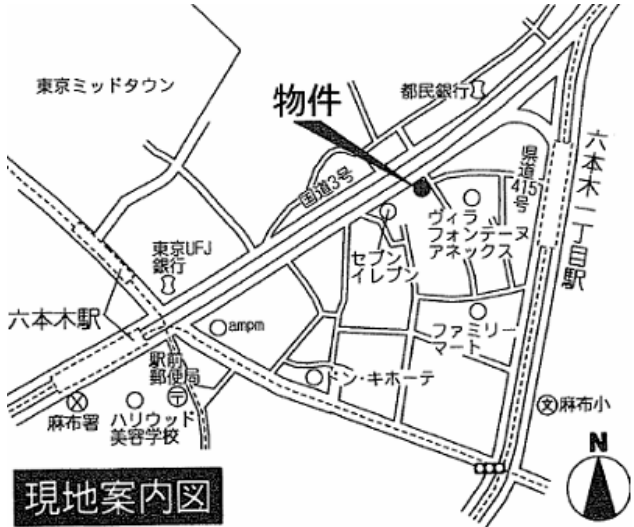 東京ミッドタウン
都民銀行
物件
国道3号
県道
415
号
六本木一丁目駅
ヴィラ
フォンテーヌ
アネックス
セブン
イレブン
東京UFJ
銀行
六本木駅
ampm
ファミリー
マート
駅前
郵便局
ドン・キホーテ
麻布署
ハリウッド
美容学校
文麻布小
N
現地案内図